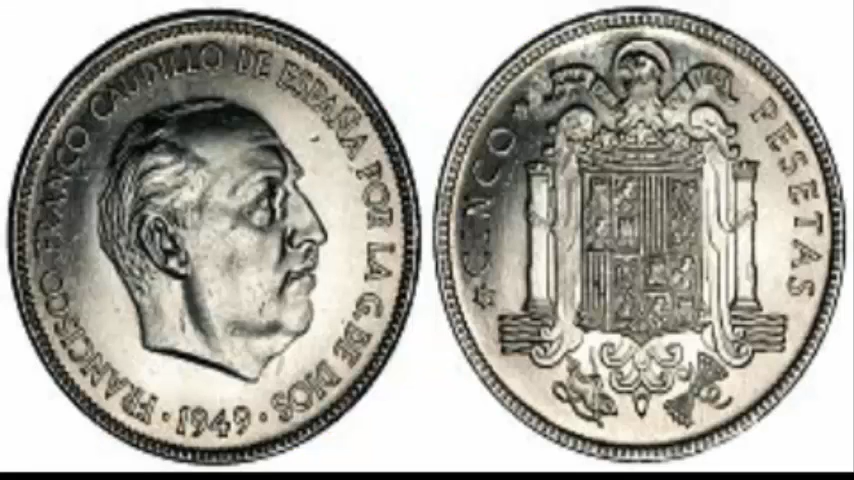 FRANCISCO FRANCO CAUDILLO DE ESPAÑA POR LA G. DE DIOS
· 1949 ·
CINCO
PESETAS